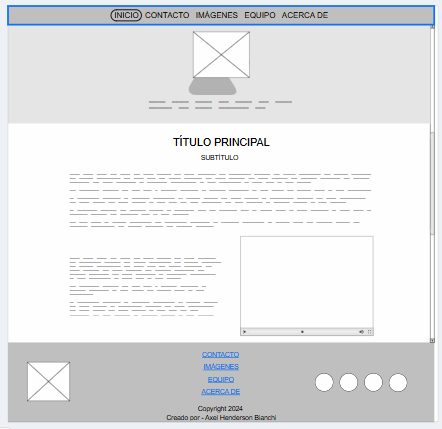 INICIO CONTACTO IMÁGENES EQUIPO ACERCA DE
TÍTULO PRINCIPAL
SUBTÍTULO
CONTACTO
IMÁGENES
EQUIPO
ACERCA DE
Copyright 2024
Creado por - Axel Henderson Bianchi